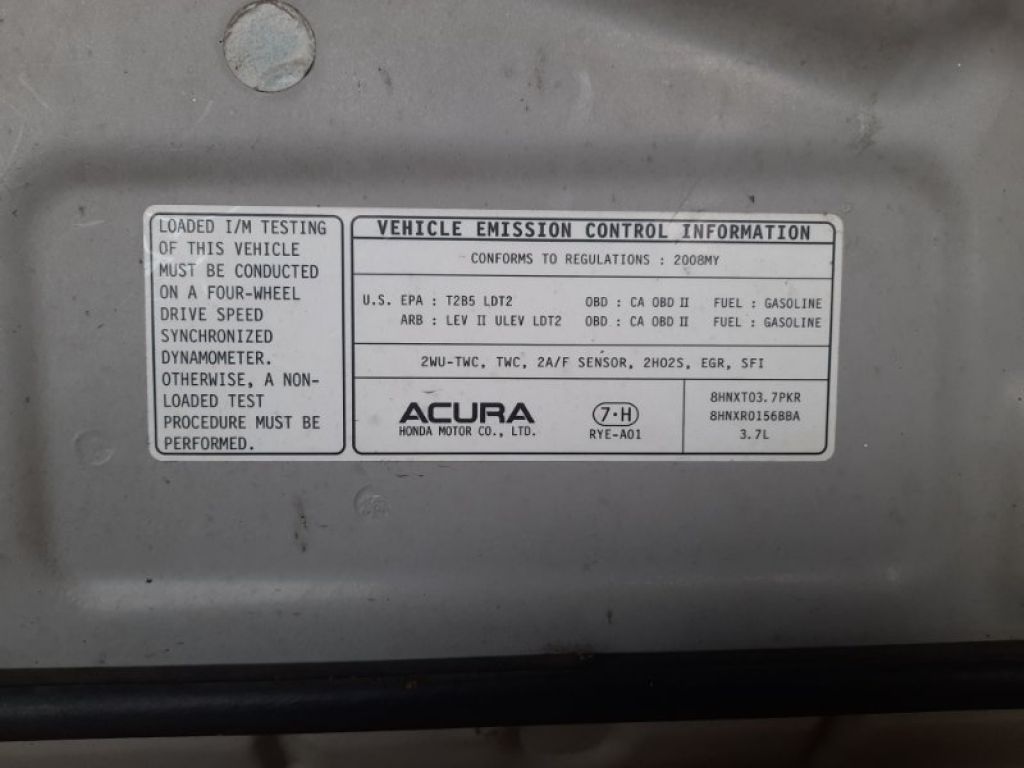 LOADED I/M TESTING
OF THIS VEHICLE
MUST BE CONDUCTED
ON A FOUR-WHEEL
DRIVE SPEED
SYNCHRONIZED
DYNAMOMETER.
OTHERWISE, A NON-
LOADED TEST
PROCEDURE MUST BE
PERFORMED.
VEHICLE EMISSION CONTROL INFORMATION
CONFORMS TO REGULATIONS : 2008MY
U.S. EPA : T2B5 LDT2 OBD : CA OBD II FUEL : GASOLINE
ARB : LEV II ULEV LDT2 OBD : CA OBD II FUEL : GASOLINE
2WU-TWC, TWC, 2A/F SENSOR, 2HO2S, EGR, SFI
ACURA
HONDA MOTOR CO., LTD.
7·H
RYE-A01
8HNXT03.7PKR
8HNXR0156BBA
3.7L